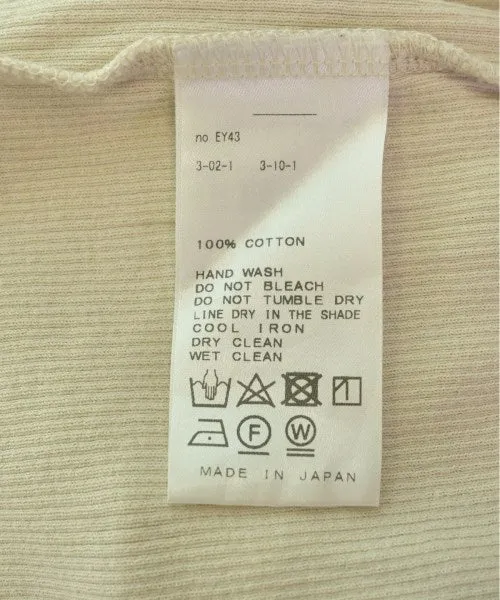 no EY43
3-02-1 3-10-1
100% COTTON
HAND WASH
DO NOT BLEACH
DO NOT TUMBLE DRY
LINE DRY IN THE SHADE
COOL IRON
DRY CLEAN
WET CLEAN
F W
MADE IN JAPAN